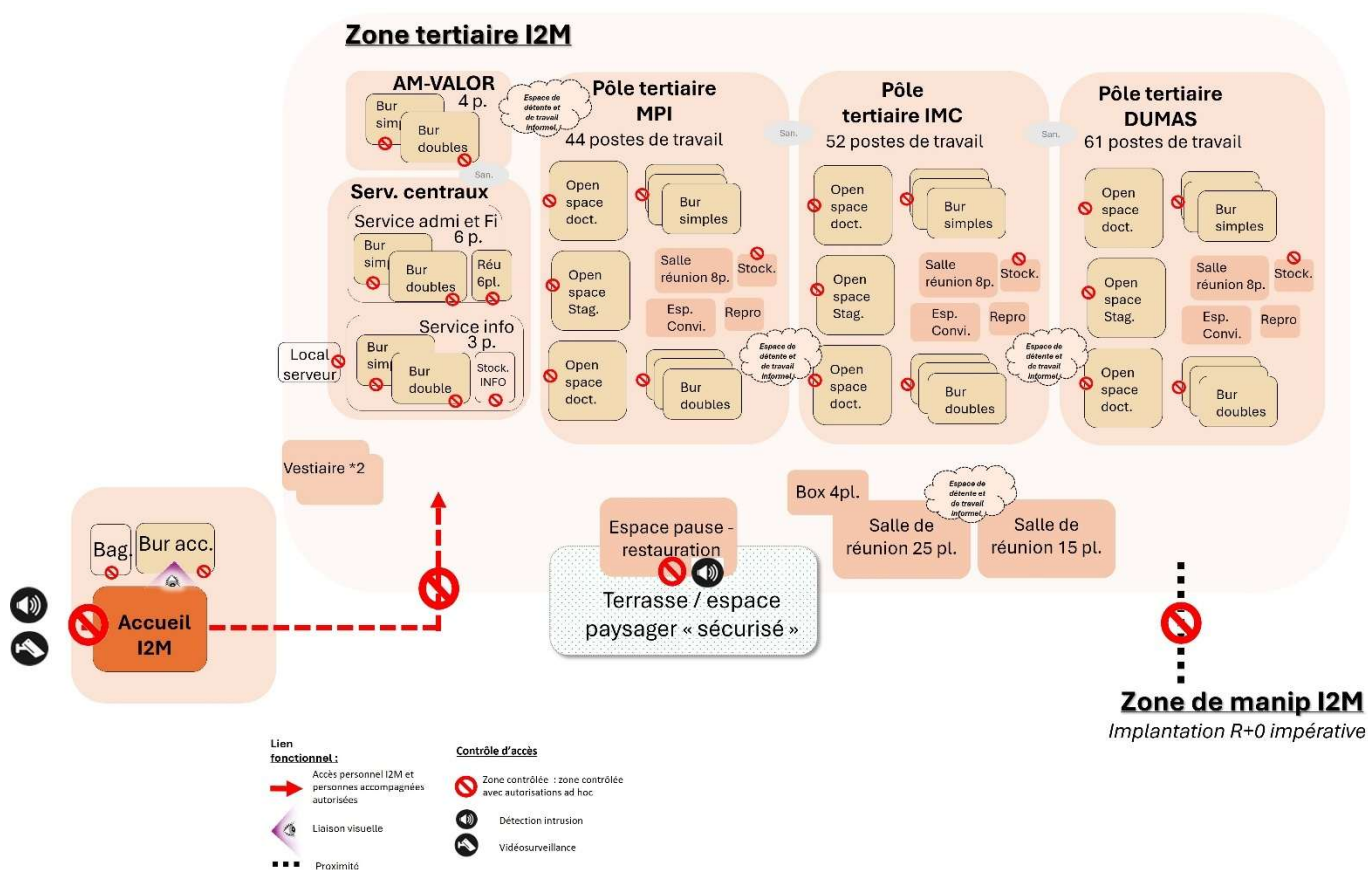 Zone tertiaire I2M
AM-VALOR
4 p.
Bur
simp
Bur
doubles
San.
Serv. centraux
Service admi et Fi
6 p.
Bur
simp
Bur
doubles
Réu
6pl.
Service info
3 p.
Bur
simp
Bur
double
Stock.
INFO
Local
serveur
Espace de
détente et
de travail
informel,
Pôle tertiaire
MPI
44 postes de travail
Open
space
doct.
Bur
simples
Open
space
Stag.
Salle
réunion 8p.
Stock.
Esp.
Convi.
Repro
Open
space
doct.
Bur
doubles
San.
Espace de
détente et
de travail
informel,
Pôle
tertiaire IMC
52 postes de travail
Open
space
doct.
Bur
simples
Open
space
Stag.
Salle
réunion 8p.
Stock.
Esp.
Convi.
Repro
Open
space
doct.
Bur
doubles
San.
Espace de
détente et
de travail
informel,
Pôle tertiaire
DUMAS
61 postes de travail
Open
space
doct.
Bur
simples
Open
space
Stag.
Salle
réunion 8p.
Stock.
Esp.
Convi.
Repro
Open
space
doct.
Bur
doubles
Vestiaire *2
Bag.
Bur acc.
Accueil
I2M
Espace pause -
restauration
Terrasse / espace
paysager « sécurisé »
Box 4pl.
Salle de
réunion 25 pl.
Espace de
détente et
de travail
informel,
Salle de
réunion 15 pl.
Zone de manip I2M
Implantation R+0 impérative
Lien
fonctionnel :
Accès personnel I2M et
personnes accompagnées
autorisées
Liaison visuelle
Proximité
Contrôle d'accès
Zone contrôlée : zone contrôlée
avec autorisations ad hoc
Détection intrusion
Vidéosurveillance